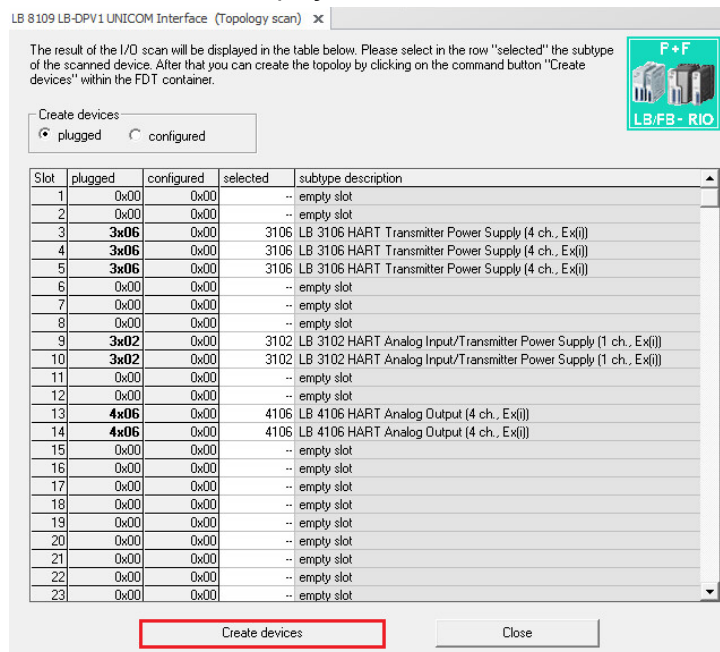 LB 8109 LB-DPV1 UNICOM Interface (Topology scan) x
The result of the I/O scan will be displayed in the table below. Please select in the row "selected" the subtype
of the scanned device. After that you can create the topoloy by clicking on the command button "Create
devices" within the FDT container.
P+F
LB/FB - RIO
Create devices
plugged configured
Slot plugged configured selected subtype description
1 0x00 0x00 -- empty slot
2 0x00 0x00 -- empty slot
3 3x06 0x00 3106 LB 3106 HART Transmitter Power Supply (4 ch., Ex(i))
4 3x06 0x00 3106 LB 3106 HART Transmitter Power Supply (4 ch., Ex(i))
5 3x06 0x00 3106 LB 3106 HART Transmitter Power Supply (4 ch., Ex(i))
6 0x00 0x00 -- empty slot
7 0x00 0x00 -- empty slot
8 0x00 0x00 -- empty slot
9 3x02 0x00 3102 LB 3102 HART Analog Input/Transmitter Power Supply (1 ch., Ex(i))
10 3x02 0x00 3102 LB 3102 HART Analog Input/Transmitter Power Supply (1 ch., Ex(i))
11 0x00 0x00 -- empty slot
12 0x00 0x00 -- empty slot
13 4x06 0x00 4106 LB 4106 HART Analog Output (4 ch., Ex(i))
14 4x06 0x00 4106 LB 4106 HART Analog Output (4 ch., Ex(i))
15 0x00 0x00 -- empty slot
16 0x00 0x00 -- empty slot
17 0x00 0x00 -- empty slot
18 0x00 0x00 -- empty slot
19 0x00 0x00 -- empty slot
20 0x00 0x00 -- empty slot
21 0x00 0x00 -- empty slot
22 0x00 0x00 -- empty slot
23 0x00 0x00 -- empty slot
Create devices Close